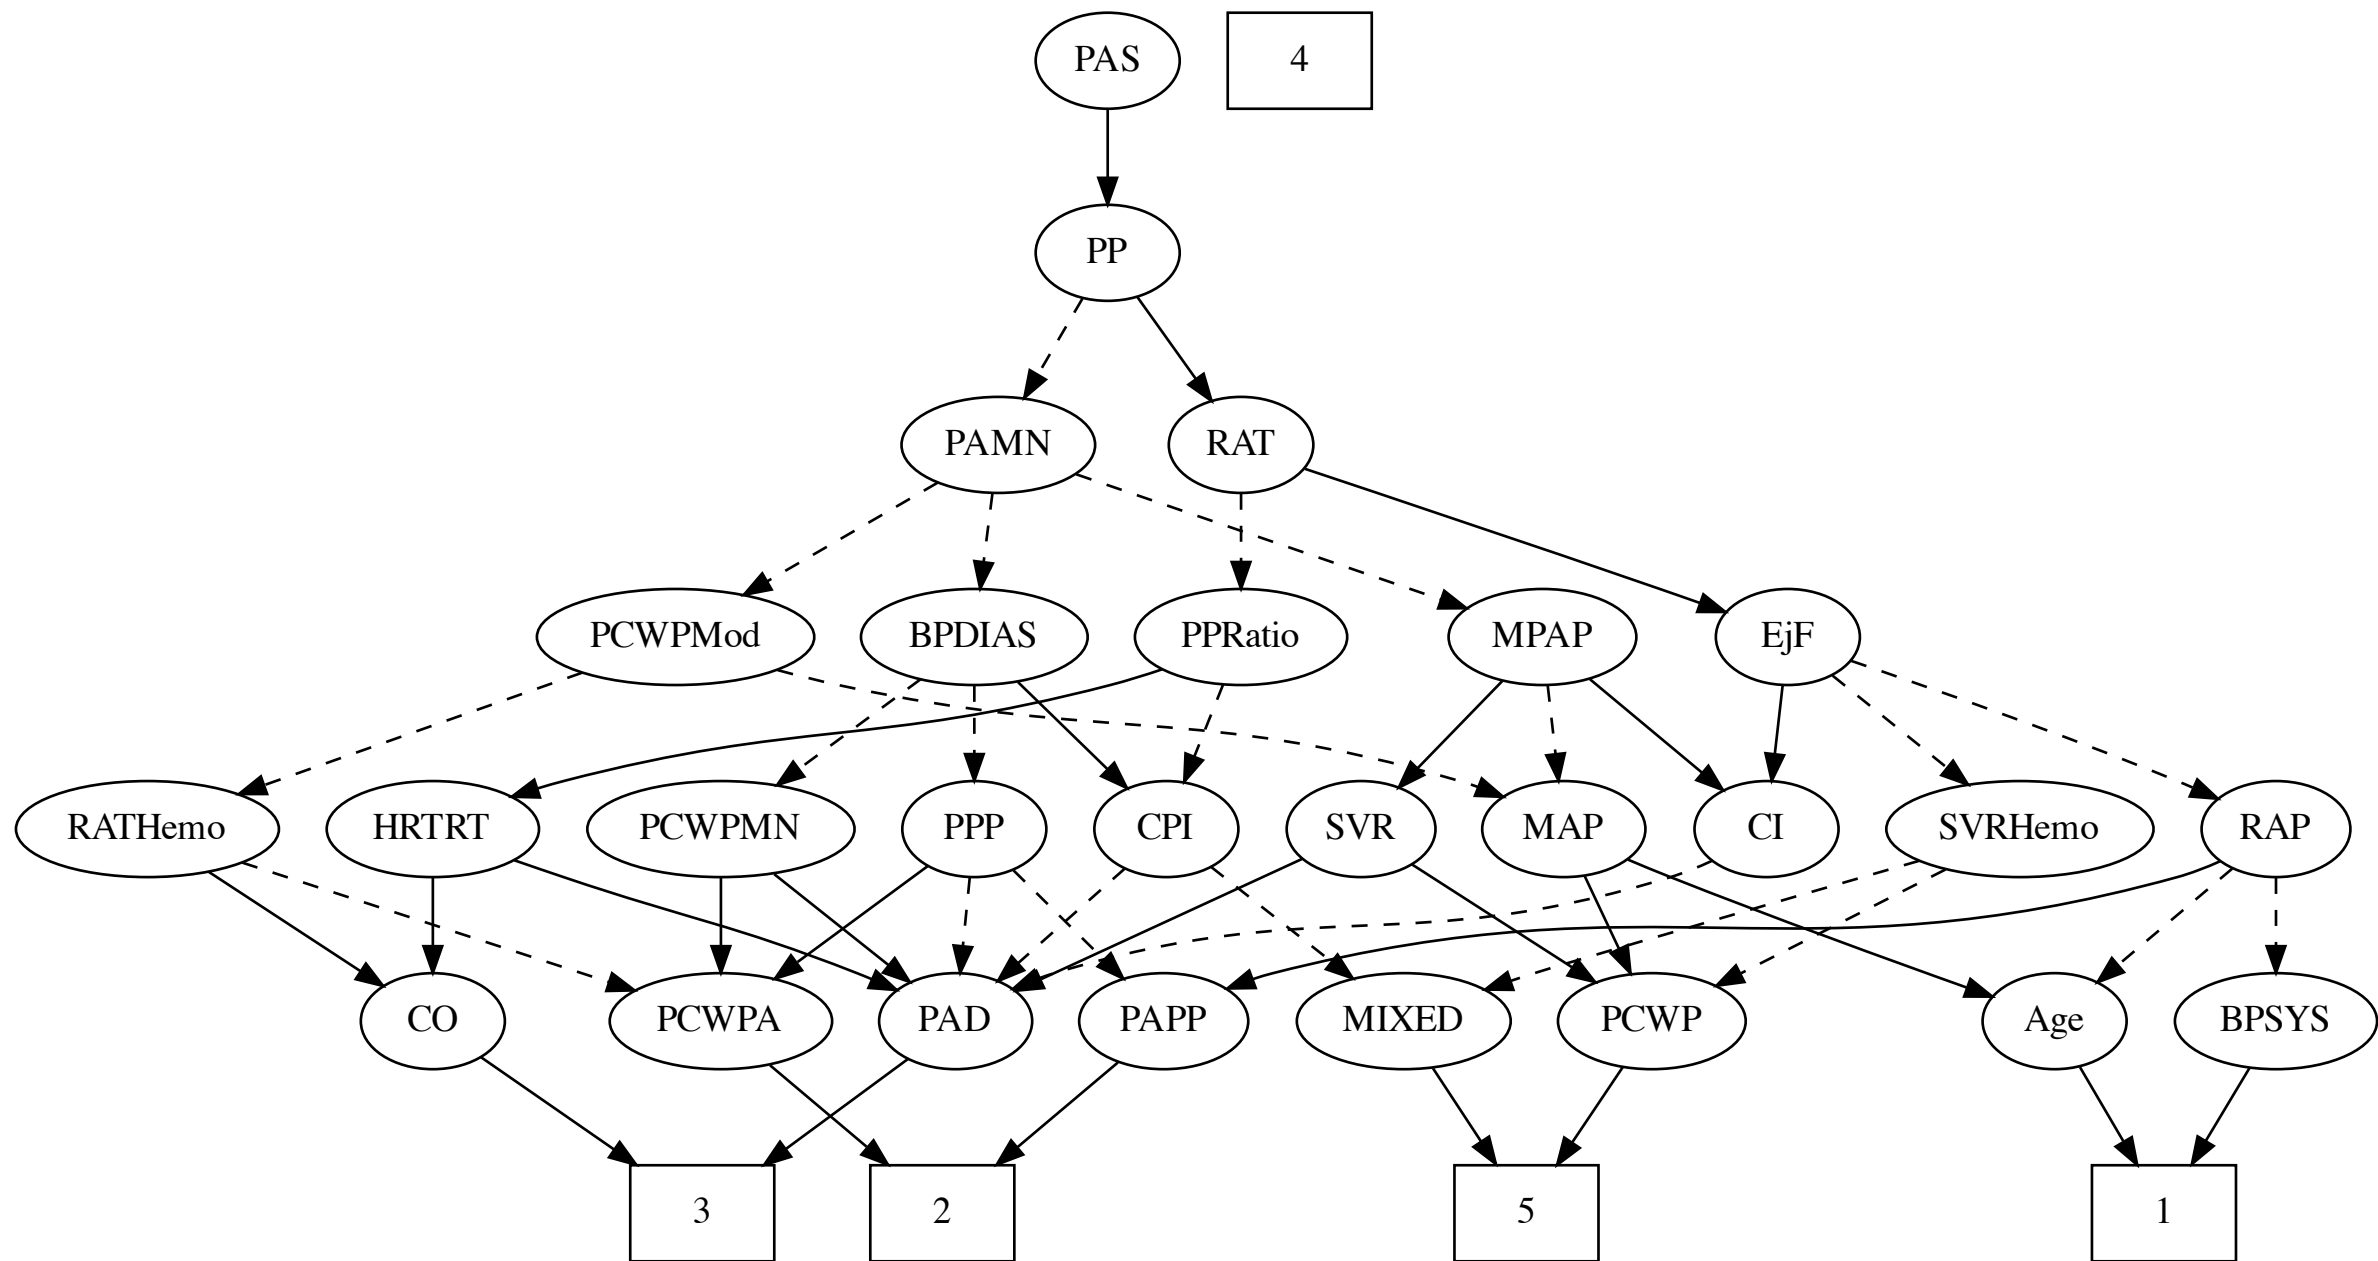 PAS
4
PP
PAMN
RAT
PCWPMod
BPDIAS
PPRatio
MPAP
EjF
RATHemo
HRTRT
PCWPMN
PPP
CPI
SVR
MAP
CI
SVRHemo
RAP
CO
PCWPA
PAD
PAPP
MIXED
PCWP
Age
BPSYS
3
2
5
1